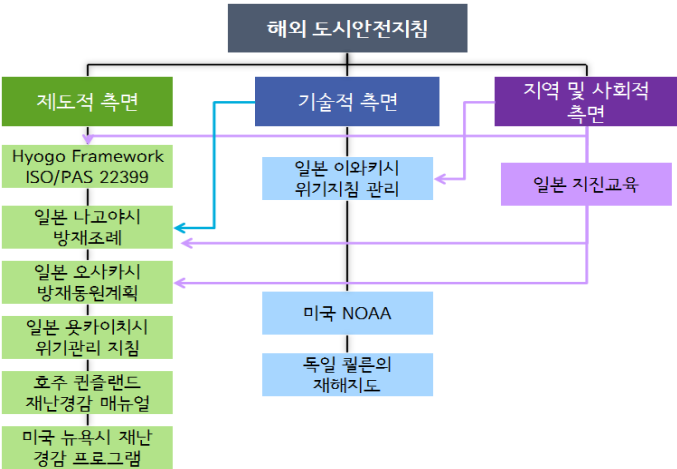 해외 도시안전지침
제도적 측면
기술적 측면
지역 및 사회적
측면
Hyogo Framework
ISO/PAS 22399
일본 나고야시
방재조례
일본 오사카시
방재동원계획
일본 욧카이치시
위기관리 지침
호주 퀸즐랜드
재난경감 매뉴얼
미국 뉴욕시 재난
경감 프로그램
일본 이와키시
위기지침 관리
미국 NOAA
독일 퀼른의
재해지도
일본 지진교육